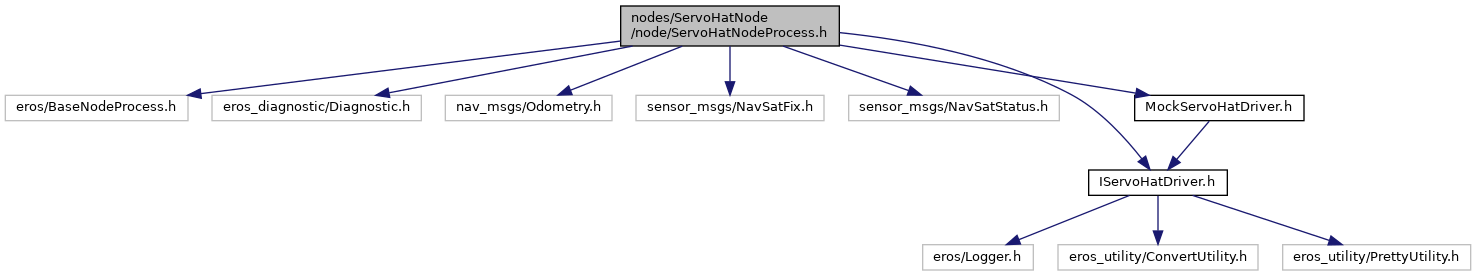 nodes/ServoHatNode
/node/ServoHatNodeProcess.h
eros/BaseNodeProcess.h
eros_diagnostic/Diagnostic.h
nav_msgs/Odometry.h
sensor_msgs/NavSatFix.h
sensor_msgs/NavSatStatus.h
MockServoHatDriver.h
IServoHatDriver.h
eros/Logger.h
eros_utility/ConvertUtility.h
eros_utility/PrettyUtility.h